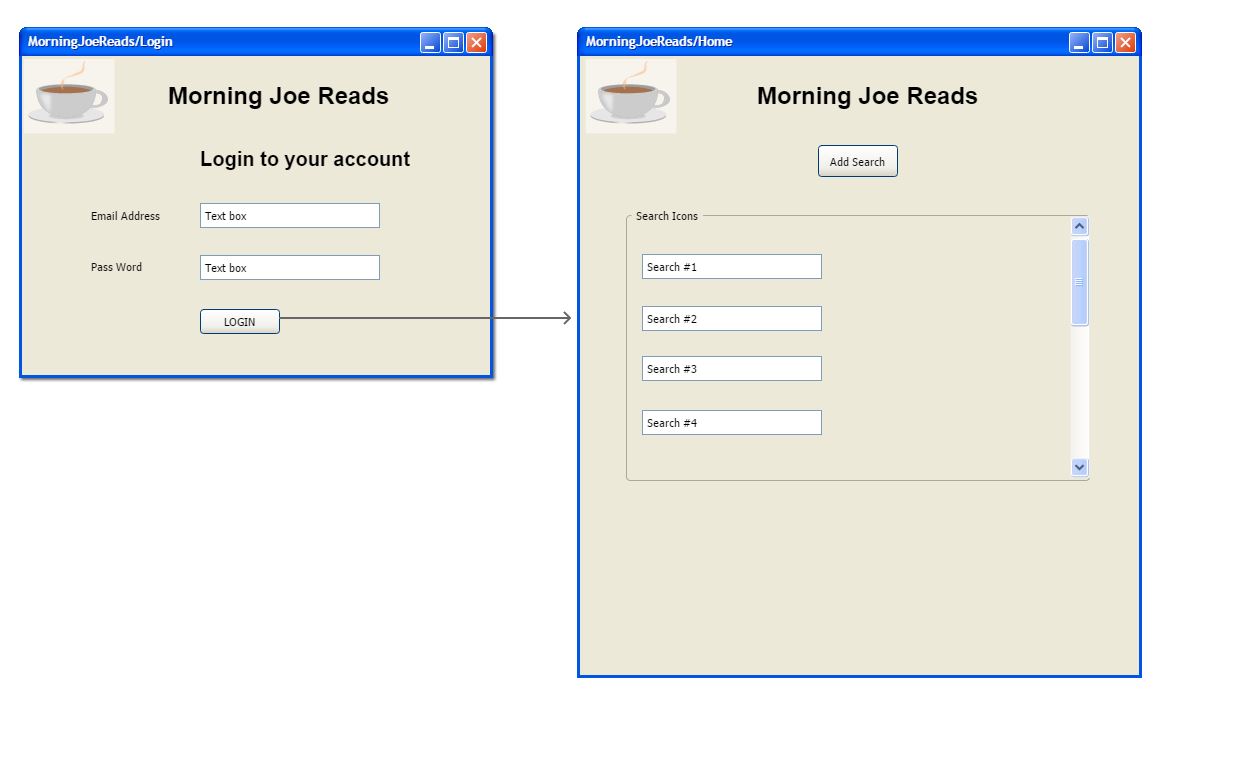 MorningJoeReads/Login
Morning Joe Reads
Login to your account
Email Address Text box
Pass Word Text box
LOGIN
MorningJoeReads/Home
Morning Joe Reads
Add Search
Search Icons
Search #1
Search #2
Search #3
Search #4